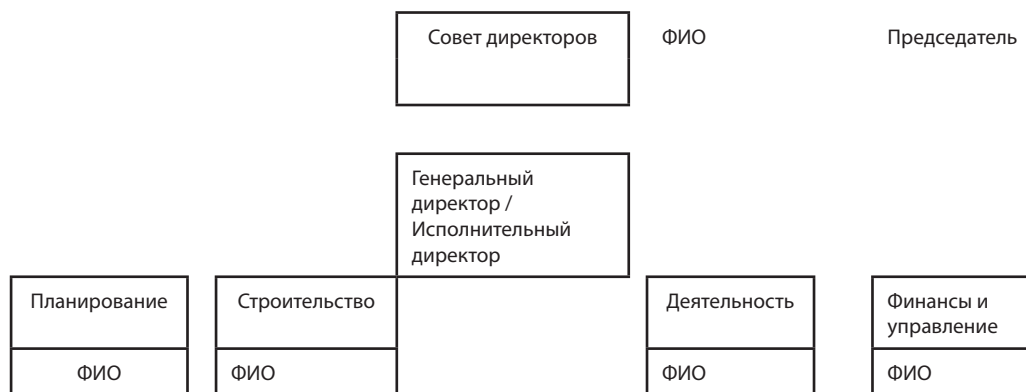 Совет директоров ФИО Председатель
Генеральный
директор /
Исполнительный
директор
Планирование Строительство Деятельность Финансы и
управление
ФИО ФИО ФИО ФИО